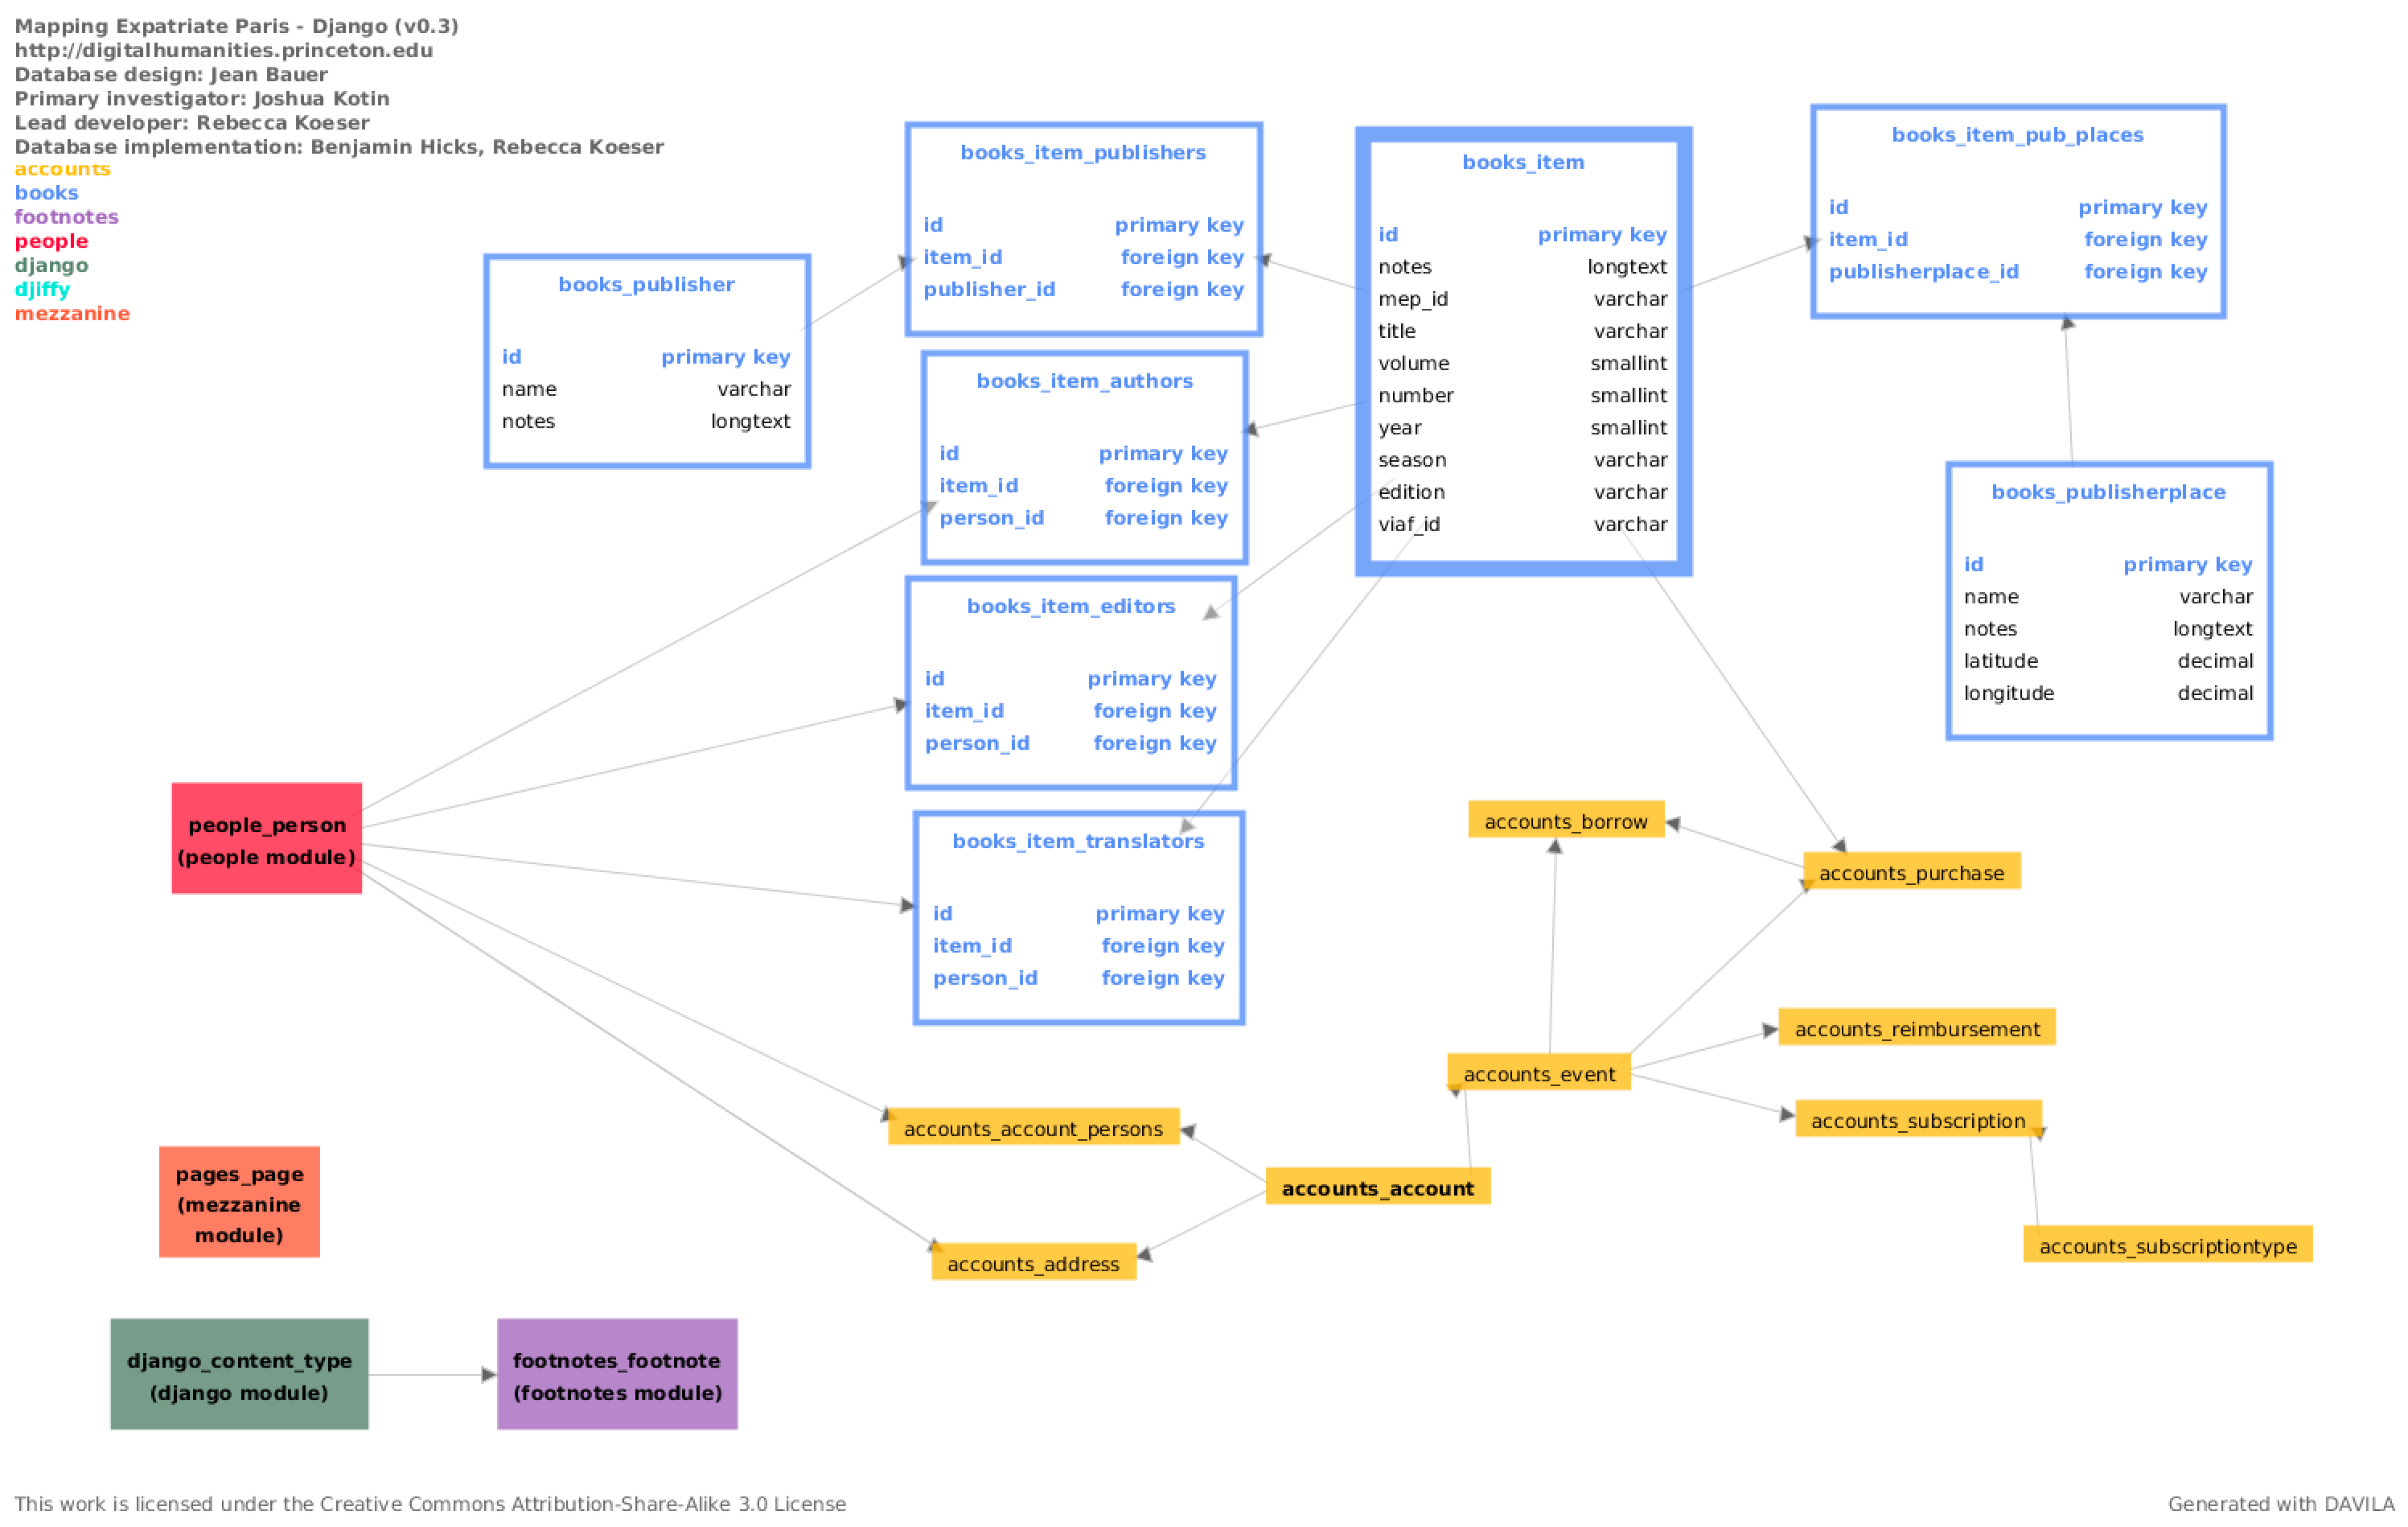 Mapping Expatriate Paris - Django (v0.3)
http://digitalhumanities.princeton.edu
Database design: Jean Bauer
Primary investigator: Joshua Kotin
Lead developer: Rebecca Koeser
Database implementation: Benjamin Hicks, Rebecca Koeser
accounts
books
footnotes
people
django
djiffy
mezzanine
books_publisher
id primary key
name varchar
notes longtext
books_item_publishers
id primary key
item_id foreign key
publisher_id foreign key
books_item_authors
id primary key
item_id foreign key
person_id foreign key
books_item_editors
id primary key
item_id foreign key
person_id foreign key
books_item_translators
id primary key
item_id foreign key
person_id foreign key
books_item
id primary key
notes longtext
mep_id varchar
title varchar
volume smallint
number smallint
year smallint
season varchar
edition varchar
viaf_id varchar
books_item_pub_places
id primary key
item_id foreign key
publisherplace_id foreign key
books_publisherplace
id primary key
name varchar
notes longtext
latitude decimal
longitude decimal
people_person
(people module)
accounts_borrow
accounts_purchase
accounts_reimbursement
accounts_event
accounts_subscription
accounts_account_persons
accounts_account
accounts_subscriptiontype
accounts_address
pages_page
(mezzanine
module)
django_content_type
(django module)
footnotes_footnote
(footnotes module)
This work is licensed under the Creative Commons Attribution-Share-Alike 3.0 License
Generated with DAVILA